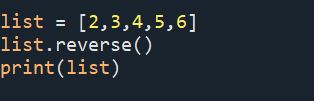 list = [2,3,4,5,6]
list.reverse()
print(list)